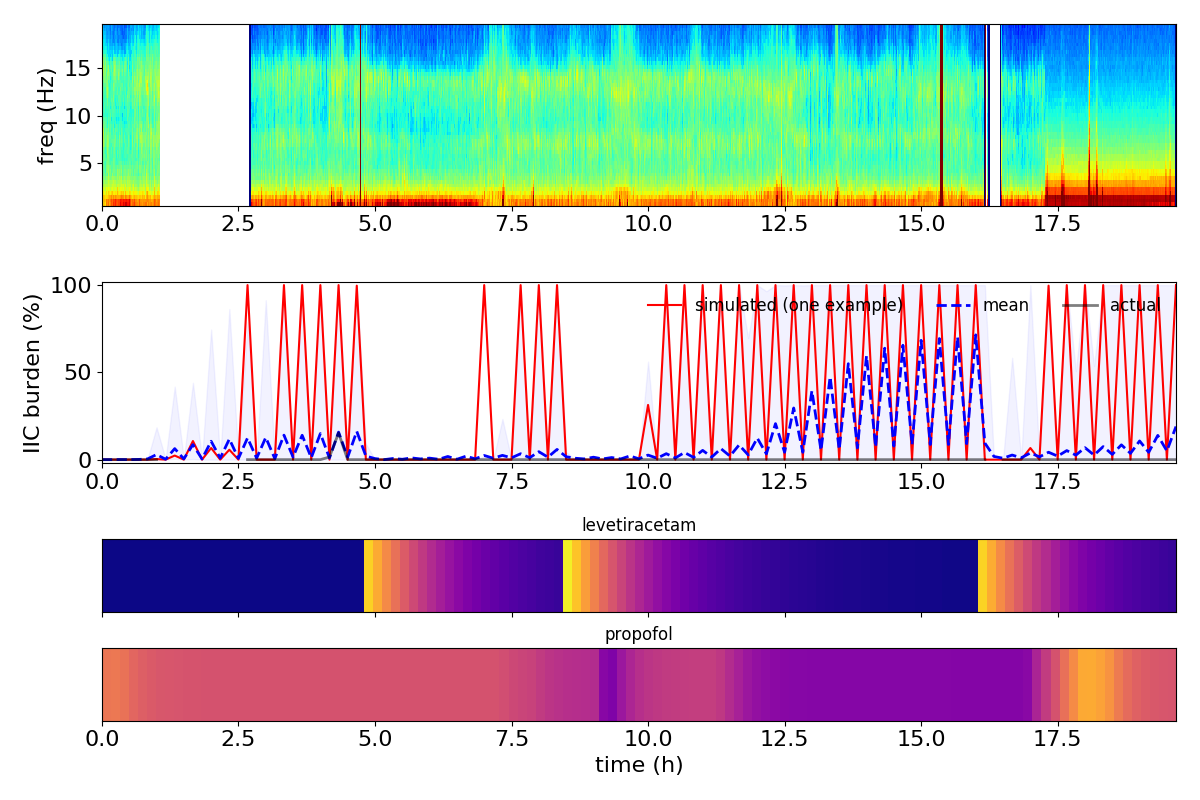 freq (Hz)
15
10
5
0.0 2.5 5.0 7.5 10.0 12.5 15.0 17.5
IIC burden (%)
100
50
0
simulated (one example) mean actual
0.0 2.5 5.0 7.5 10.0 12.5 15.0 17.5
levetiracetam
propofol
0.0 2.5 5.0 7.5 10.0 12.5 15.0 17.5
time (h)